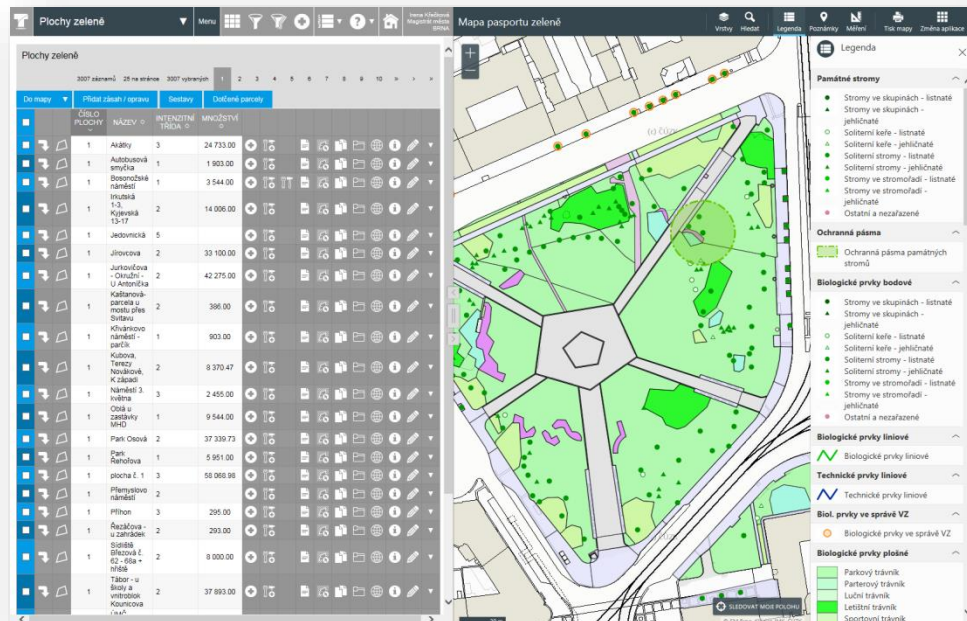 Plochy zeleně
Menu
Irena Křečková
Magistrát města
BRNA
Plochy zeleně
3007 záznamů 25 na stránce 3007 vybraných 1 2 3 4 5 6 7 8 9 10
Do mapy
Přidat zásah / opravu
Sestavy
Dotčené parcely
ČÍSLO PLOCHY
NÁZEV
INTENZITNÍ TŘÍDA
MNOŽSTVÍ
1 Akátky 3 24 733.00
1 Autobusová smyčka 1 1 903.00
1 Bosonožské náměstí 1 3 544.00
1 Irkutská 1-3, Kyjevská 13-17 2 14 006.00
1 Jedovnická 5
1 Jírovcova 2 33 100.00
1 Jurkovičova - Okružní - U Antoníčka 2 42 275.00
1 Kaštanová- parcela u mostu přes Svitavu 2 386.00
1 Křivánkovo náměstí - parčík 1 903.00
1 Kubova, Terezy Novákové, K západi 2 8 370.47
1 Náměstí 3. května 3 2 455.00
1 Oblá u zastávky MHD 1 9 544.00
1 Park Osová 2 37 339.73
1 Park Řehořova 1 5 951.00
1 plocha č. 1 3 58 068.98
1 Přemyslovo náměstí 2
1 Příhon 3 295.00
1 Řezáčova - u zahrádek 2 293.00
1 Sídliště Březová č. 62 - 68a + hřiště 2 8 000.00
1 Tábor - u školy a vnitroblok Kounicova 2 37 893.00
Mapa pasportu zeleně
Vrstvy
Hledat
Legenda
Poznámky
Měření
Tisk mapy
Změna aplikace
(c) ČÚZK
SLEDOVAT MOJI POLOHU
Legenda
Památné stromy
Stromy ve skupinách - listnaté
Stromy ve skupinách - jehličnaté
Soliterní keře - listnaté
Soliterní keře - jehličnaté
Soliterní stromy - listnaté
Soliterní stromy - jehličnaté
Stromy ve stromořadí - listnaté
Stromy ve stromořadí - jehličnaté
Ostatní a nezařazené
Ochranná pásma
Ochranná pásma památných
stromů
Biologické prvky bodové
Stromy ve skupinách - listnaté
Stromy ve skupinách -
jehličnaté
Soliterní keře - listnaté
Soliterní keře - jehličnaté
Soliterní stromy - listnaté
Soliterní stromy - jehličnaté
Stromy ve stromořadí - listnaté
Stromy ve stromořadí -
jehličnaté
Ostatní a nezařazené
Biologické prvky liniové
Biologické prvky liniové
Technické prvky liniové
Technické prvky liniové
Biol. prvky ve správě VZ
Biologické prvky ve správě VZ
Biologické prvky plošné
Parkový trávník
Parterový trávník
Luční trávník
Letištní trávník
Sportovní trávník